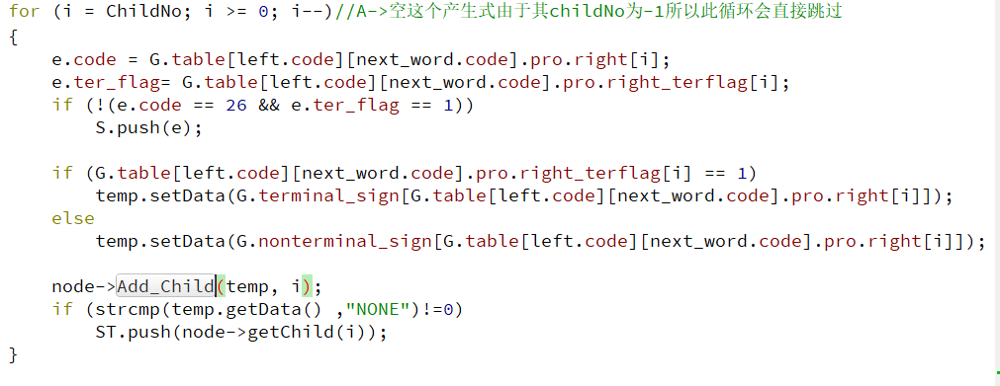 for (i = ChildNo; i >= 0; i--)//A->空这个产生式由于其childNo为-1所以此循环会直接跳过
{
    e.code = G.table[left.code][next_word.code].pro.right[i];
    e.ter_flag= G.table[left.code][next_word.code].pro.right_terflag[i];
    if (!(e.code == 26 && e.ter_flag == 1))
        S.push(e);

    if (G.table[left.code][next_word.code].pro.right_terflag[i] == 1)
        temp.setData(G.terminal_sign[G.table[left.code][next_word.code].pro.right[i]]);
    else
        temp.setData(G.nonterminal_sign[G.table[left.code][next_word.code].pro.right[i]]);

    node->Add_Child(temp, i);
    if (strcmp(temp.getData() ,"NONE")!=0)
        ST.push(node->getChild(i));
}